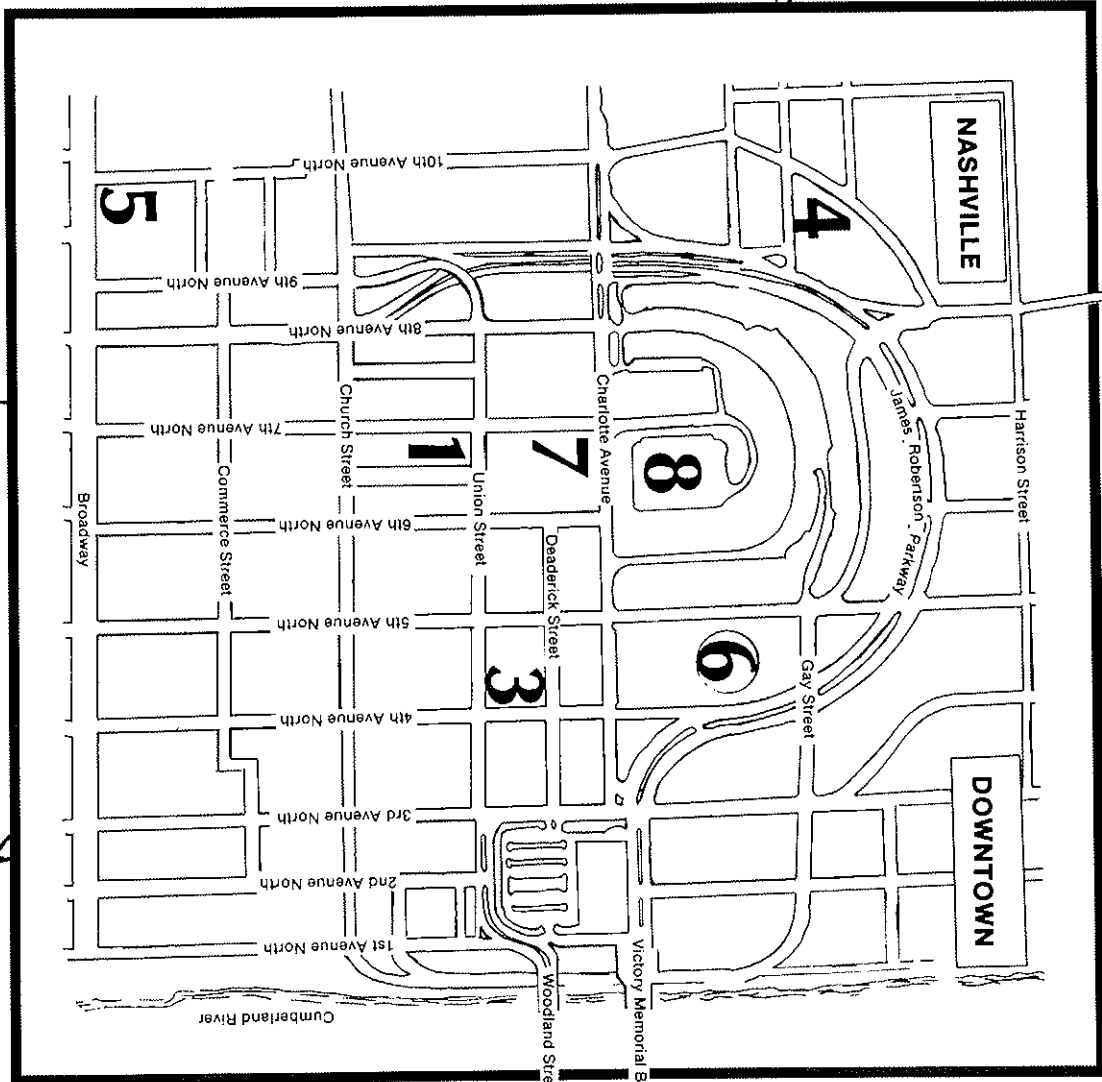 NASHVILLE
DOWNTOWN
Harrison Street
James Robertson Parkway
Gay Street
Victory Memorial B
Charlotte Avenue
Woodland Stre
Deaderick Street
Union Street
Church Street
Commerce Street
Broadway
10th Avenue North
9th Avenue North
8th Avenue North
7th Avenue North
6th Avenue North
5th Avenue North
4th Avenue North
3rd Avenue North
2nd Avenue North
1st Avenue North
Cumberland River
4
5
1
7
8
6
3